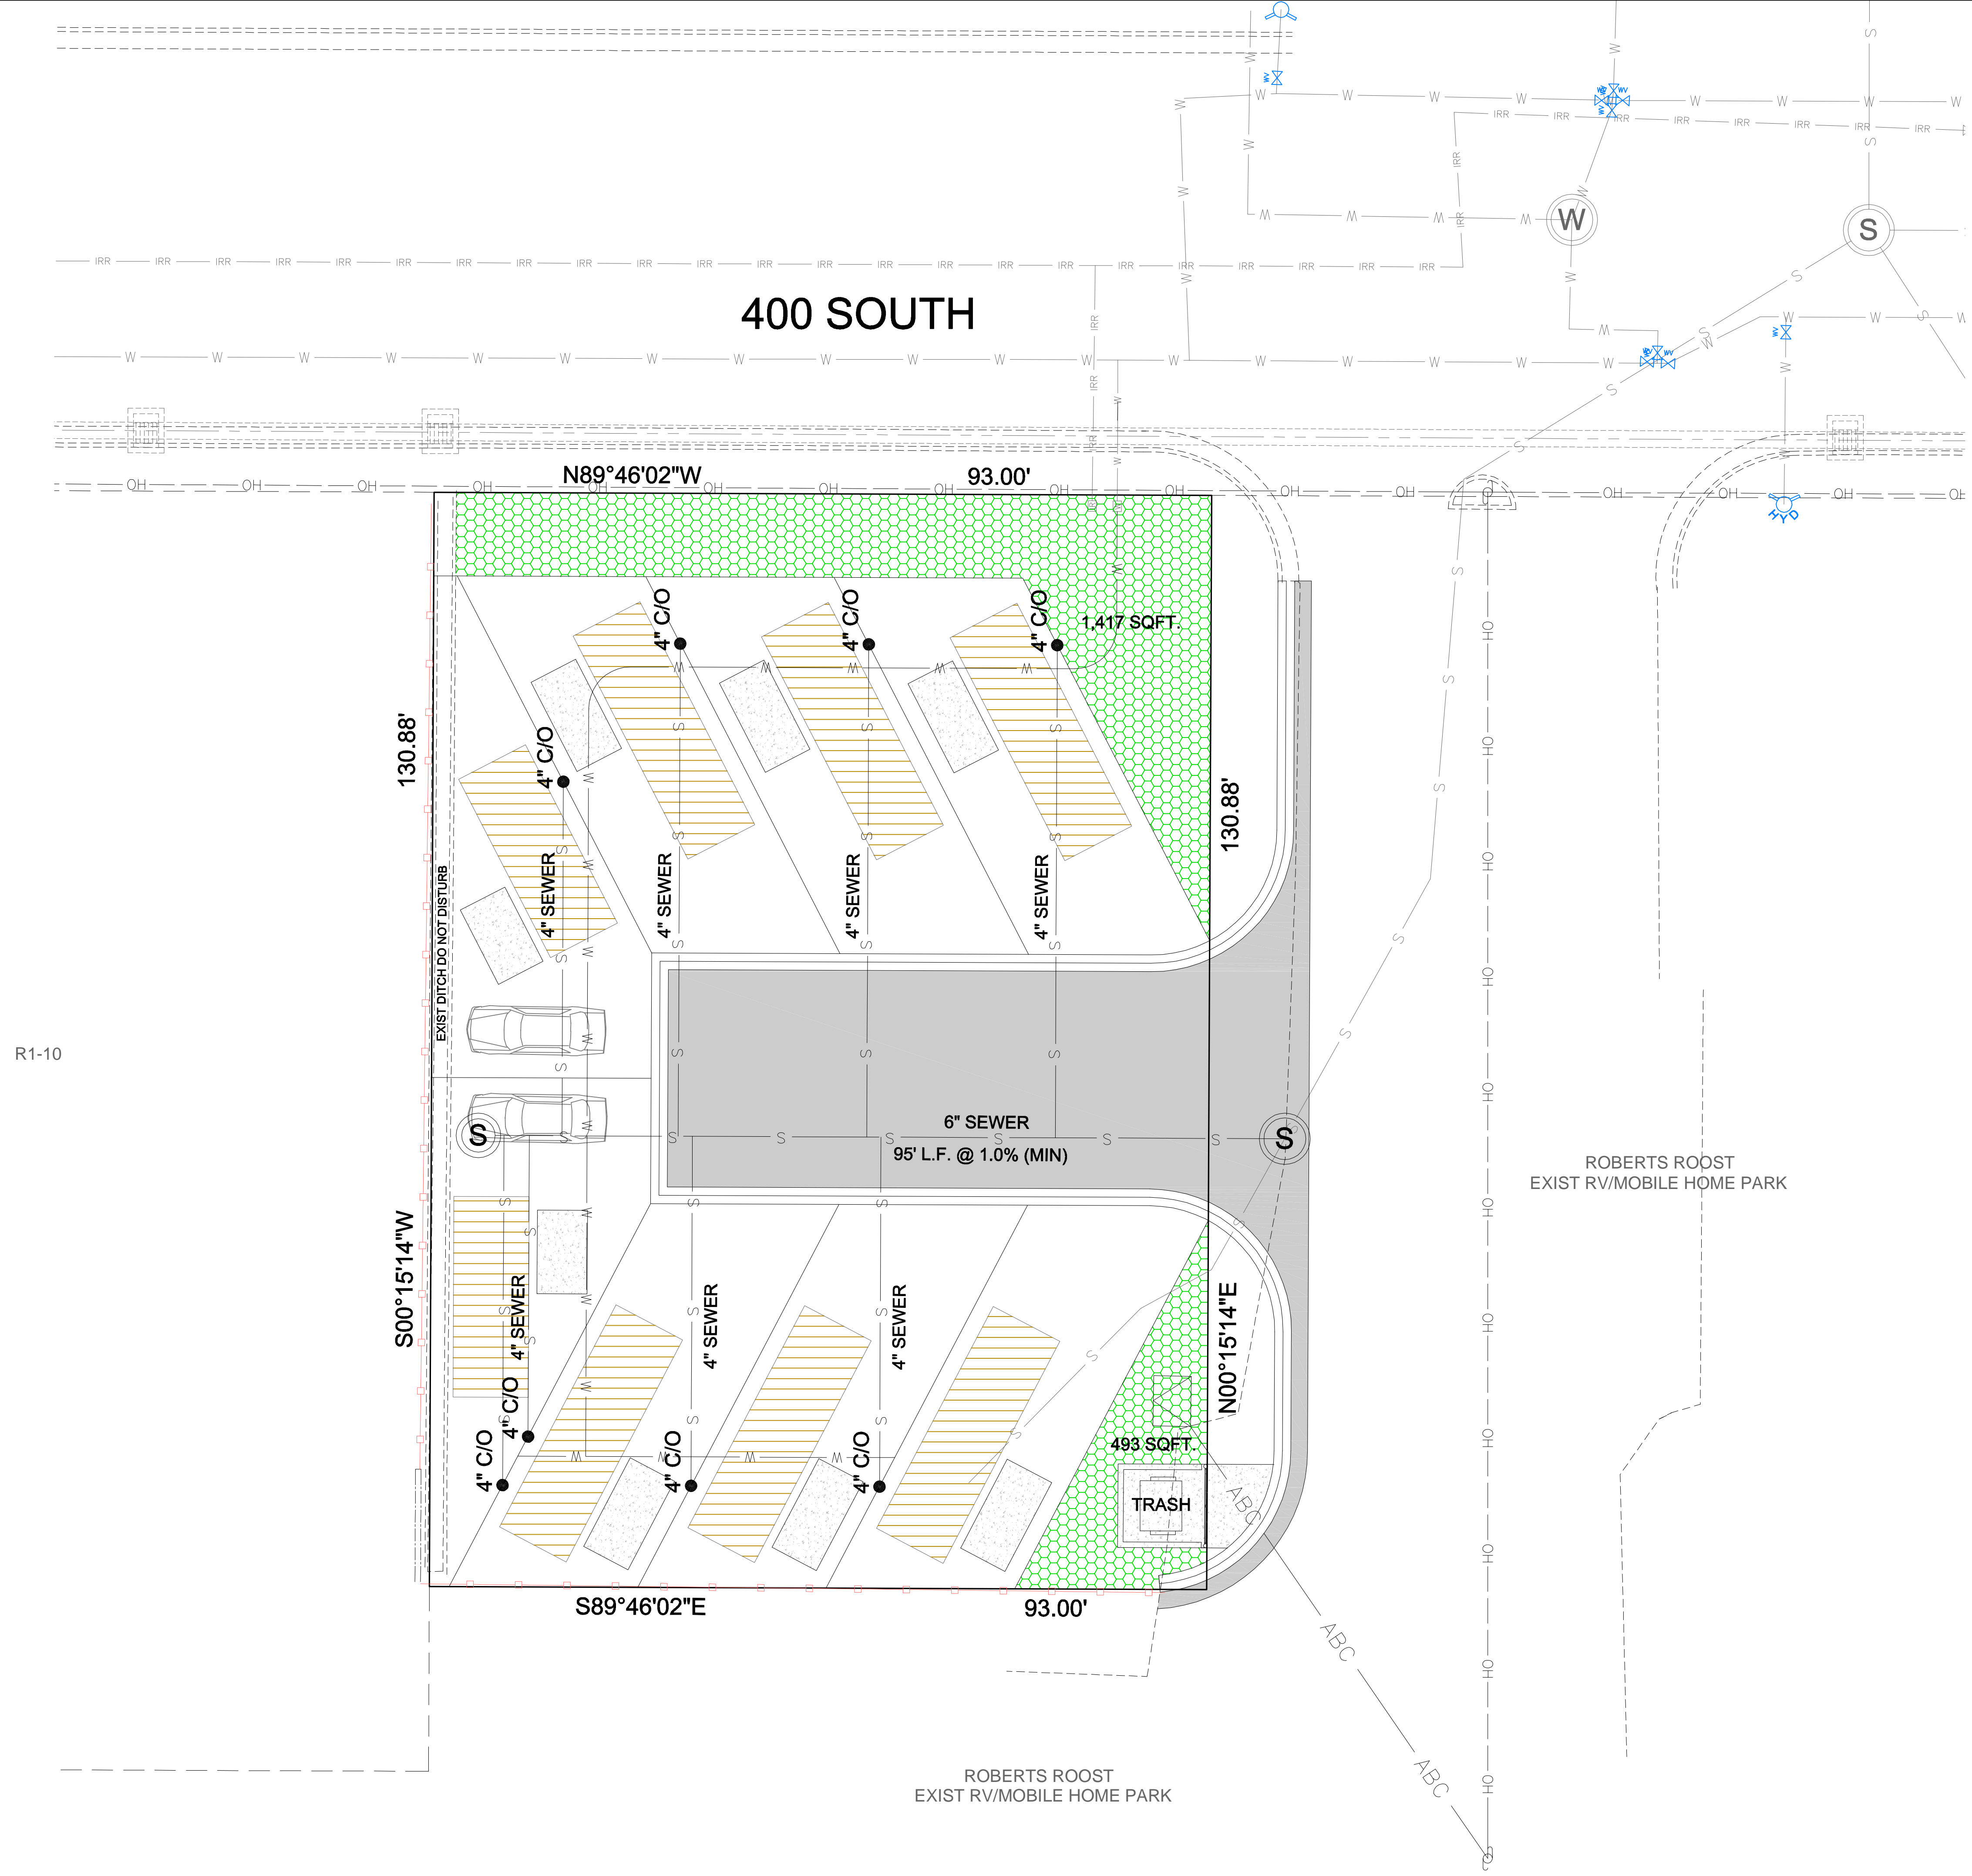 400 SOUTH
N89°46'02"W
93.00'
HYD
4" C/O
4" C/O
4" C/O
1,417 SQFT.
130.88'
4" C/O
130.88'
4" SEWER
4" SEWER
4" SEWER
4" SEWER
EXIST DITCH DO NOT DISTURB
R1-10
6" SEWER
95' L.F. @ 1.0% (MIN)
S
S
ROBERTS ROOST
EXIST RV/MOBILE HOME PARK
S00°15'14"W
4" SEWER
4" SEWER
4" SEWER
N00°15'14"E
4" C/O
4" C/O
4" C/O
4" C/O
493 SQFT.
TRASH
ABC
S89°46'02"E
93.00'
ABC
ABC
ROBERTS ROOST
EXIST RV/MOBILE HOME PARK
W
S
IRR
OH
WV